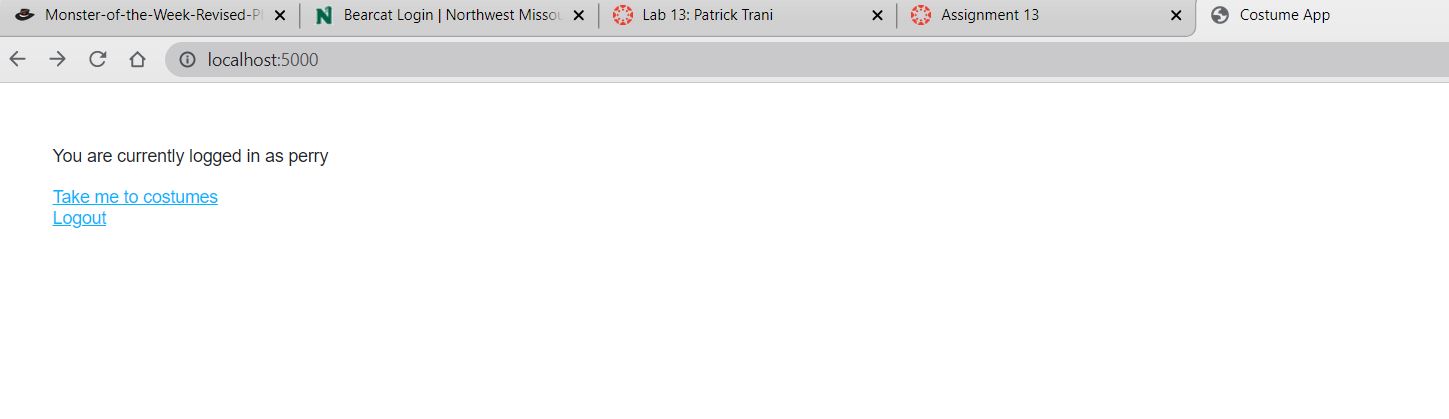 Monster-of-the-Week-Revised-P
Bearcat Login | Northwest Missou
Lab 13: Patrick Trani
Assignment 13
Costume App
localhost:5000
You are currently logged in as perry
Take me to costumes
Logout